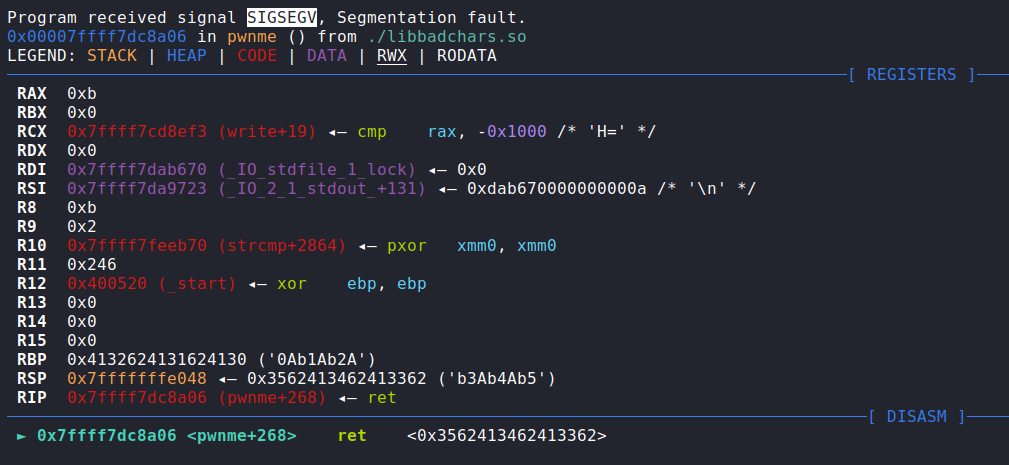 Program received signal SIGSEGV, Segmentation fault.
0x00007ffff7dc8a06 in pwnme () from ./libbadchars.so
LEGEND: STACK | HEAP | CODE | DATA | RWX | RODATA
[ REGISTERS ]
RAX  0xb
RBX  0x0
RCX  0x7ffff7cd8ef3 (write+19) ◂— cmp    rax, -0x1000 /* 'H=' */
RDX  0x0
RDI  0x7ffff7dab670 (_IO_stdfile_1_lock) ◂— 0x0
RSI  0x7ffff7da9723 (_IO_2_1_stdout_+131) ◂— 0xdab670000000000a /* '\n' */
R8   0xb
R9   0x2
R10  0x7ffff7feeb70 (strcmp+2864) ◂— pxor   xmm0, xmm0
R11  0x246
R12  0x400520 (_start) ◂— xor    ebp, ebp
R13  0x0
R14  0x0
R15  0x0
RBP  0x4132624131624130 ('0Ab1Ab2A')
RSP  0x7fffffffe048 ◂— 0x3562413462413362 ('b3Ab4Ab5')
RIP  0x7ffff7dc8a06 (pwnme+268) ◂— ret
[ DISASM ]
► 0x7ffff7dc8a06 <pwnme+268>    ret    <0x3562413462413362>